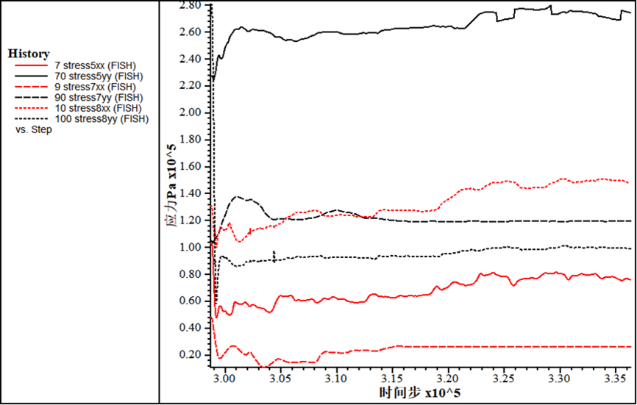 History
7 stress5xx (FISH)
70 stress5yy (FISH)
9 stress7xx (FISH)
90 stress7yy (FISH)
10 stress8xx (FISH)
100 stress8yy (FISH)
vs. Step
应力Pa x10^5
2.80
2.60
2.40
2.20
2.00
1.80
1.60
1.40
1.20
1.00
0.80
0.60
0.40
0.20
3.00
3.05
3.10
3.15
3.20
3.25
3.30
3.35
时间步 x10^5